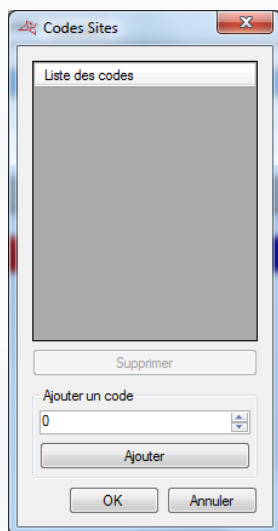 Codes Sites
Liste des codes
Supprimer
Ajouter un code
0
Ajouter
OK Annuler